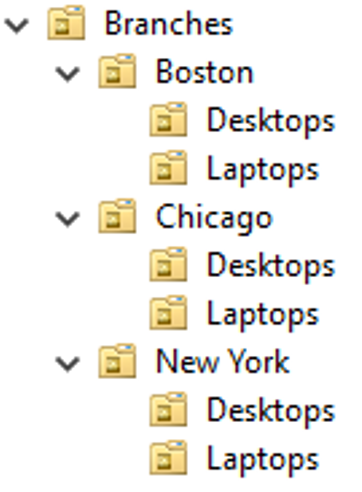 Branches
Boston
Desktops
Laptops
Chicago
Desktops
Laptops
New York
Desktops
Laptops